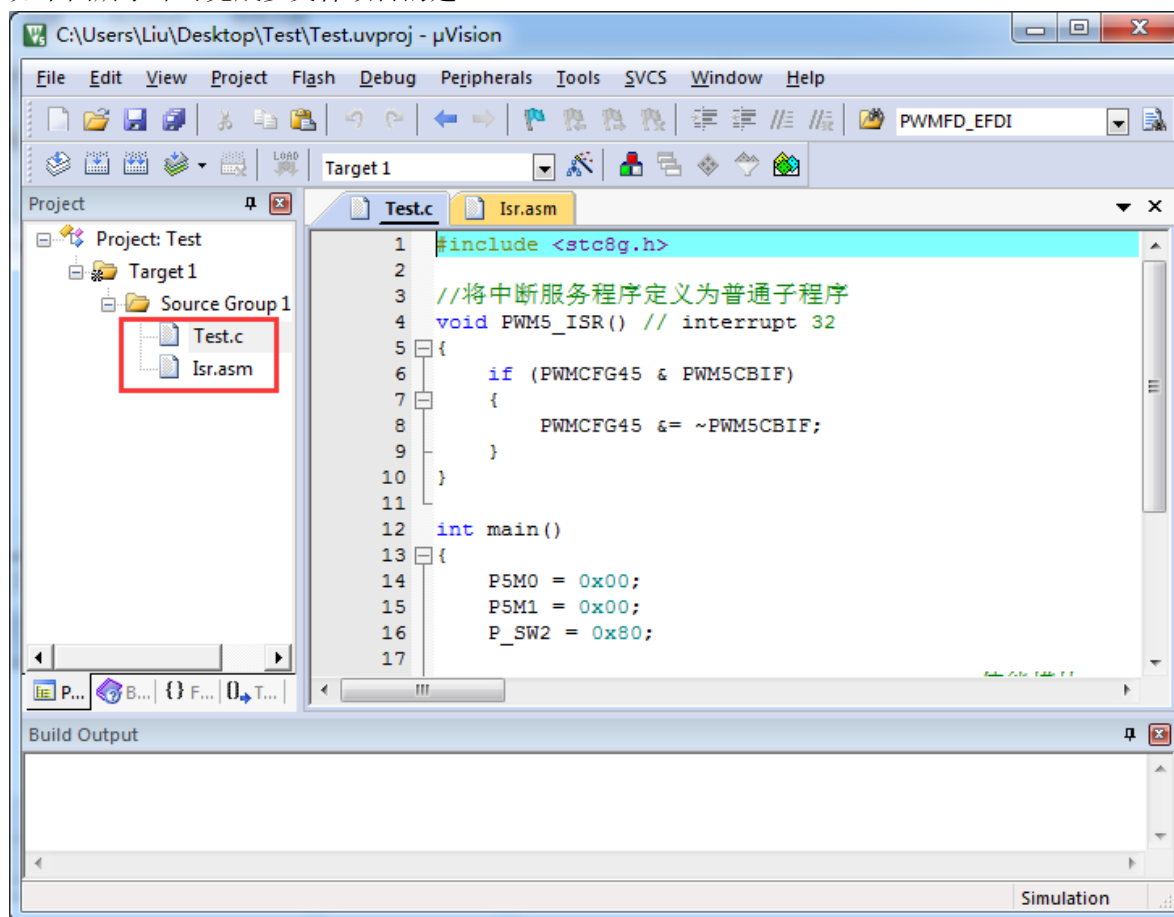 C:\Users\Liu\Desktop\Test\Test.uvproj - µVision
File Edit View Project Flash Debug Peripherals Tools SVCS Window Help
PWMFD_EFDI
LOAD Target 1
Project
Test.c Isr.asm
Project: Test
Target 1
Source Group 1
Test.c
Isr.asm
1 #include <stc8g.h>
2
3 //将中断服务程序定义为普通子程序
4 void PWM5_ISR() // interrupt 32
5 {
6 if (PWMCFG45 & PWM5CBIF)
7 {
8 PWMCFG45 &= ~PWM5CBIF;
9 }
10 }
11
12 int main()
13 {
14 P5M0 = 0x00;
15 P5M1 = 0x00;
16 P_SW2 = 0x80;
17
P... B... {} F... 0 T...
Build Output
Simulation